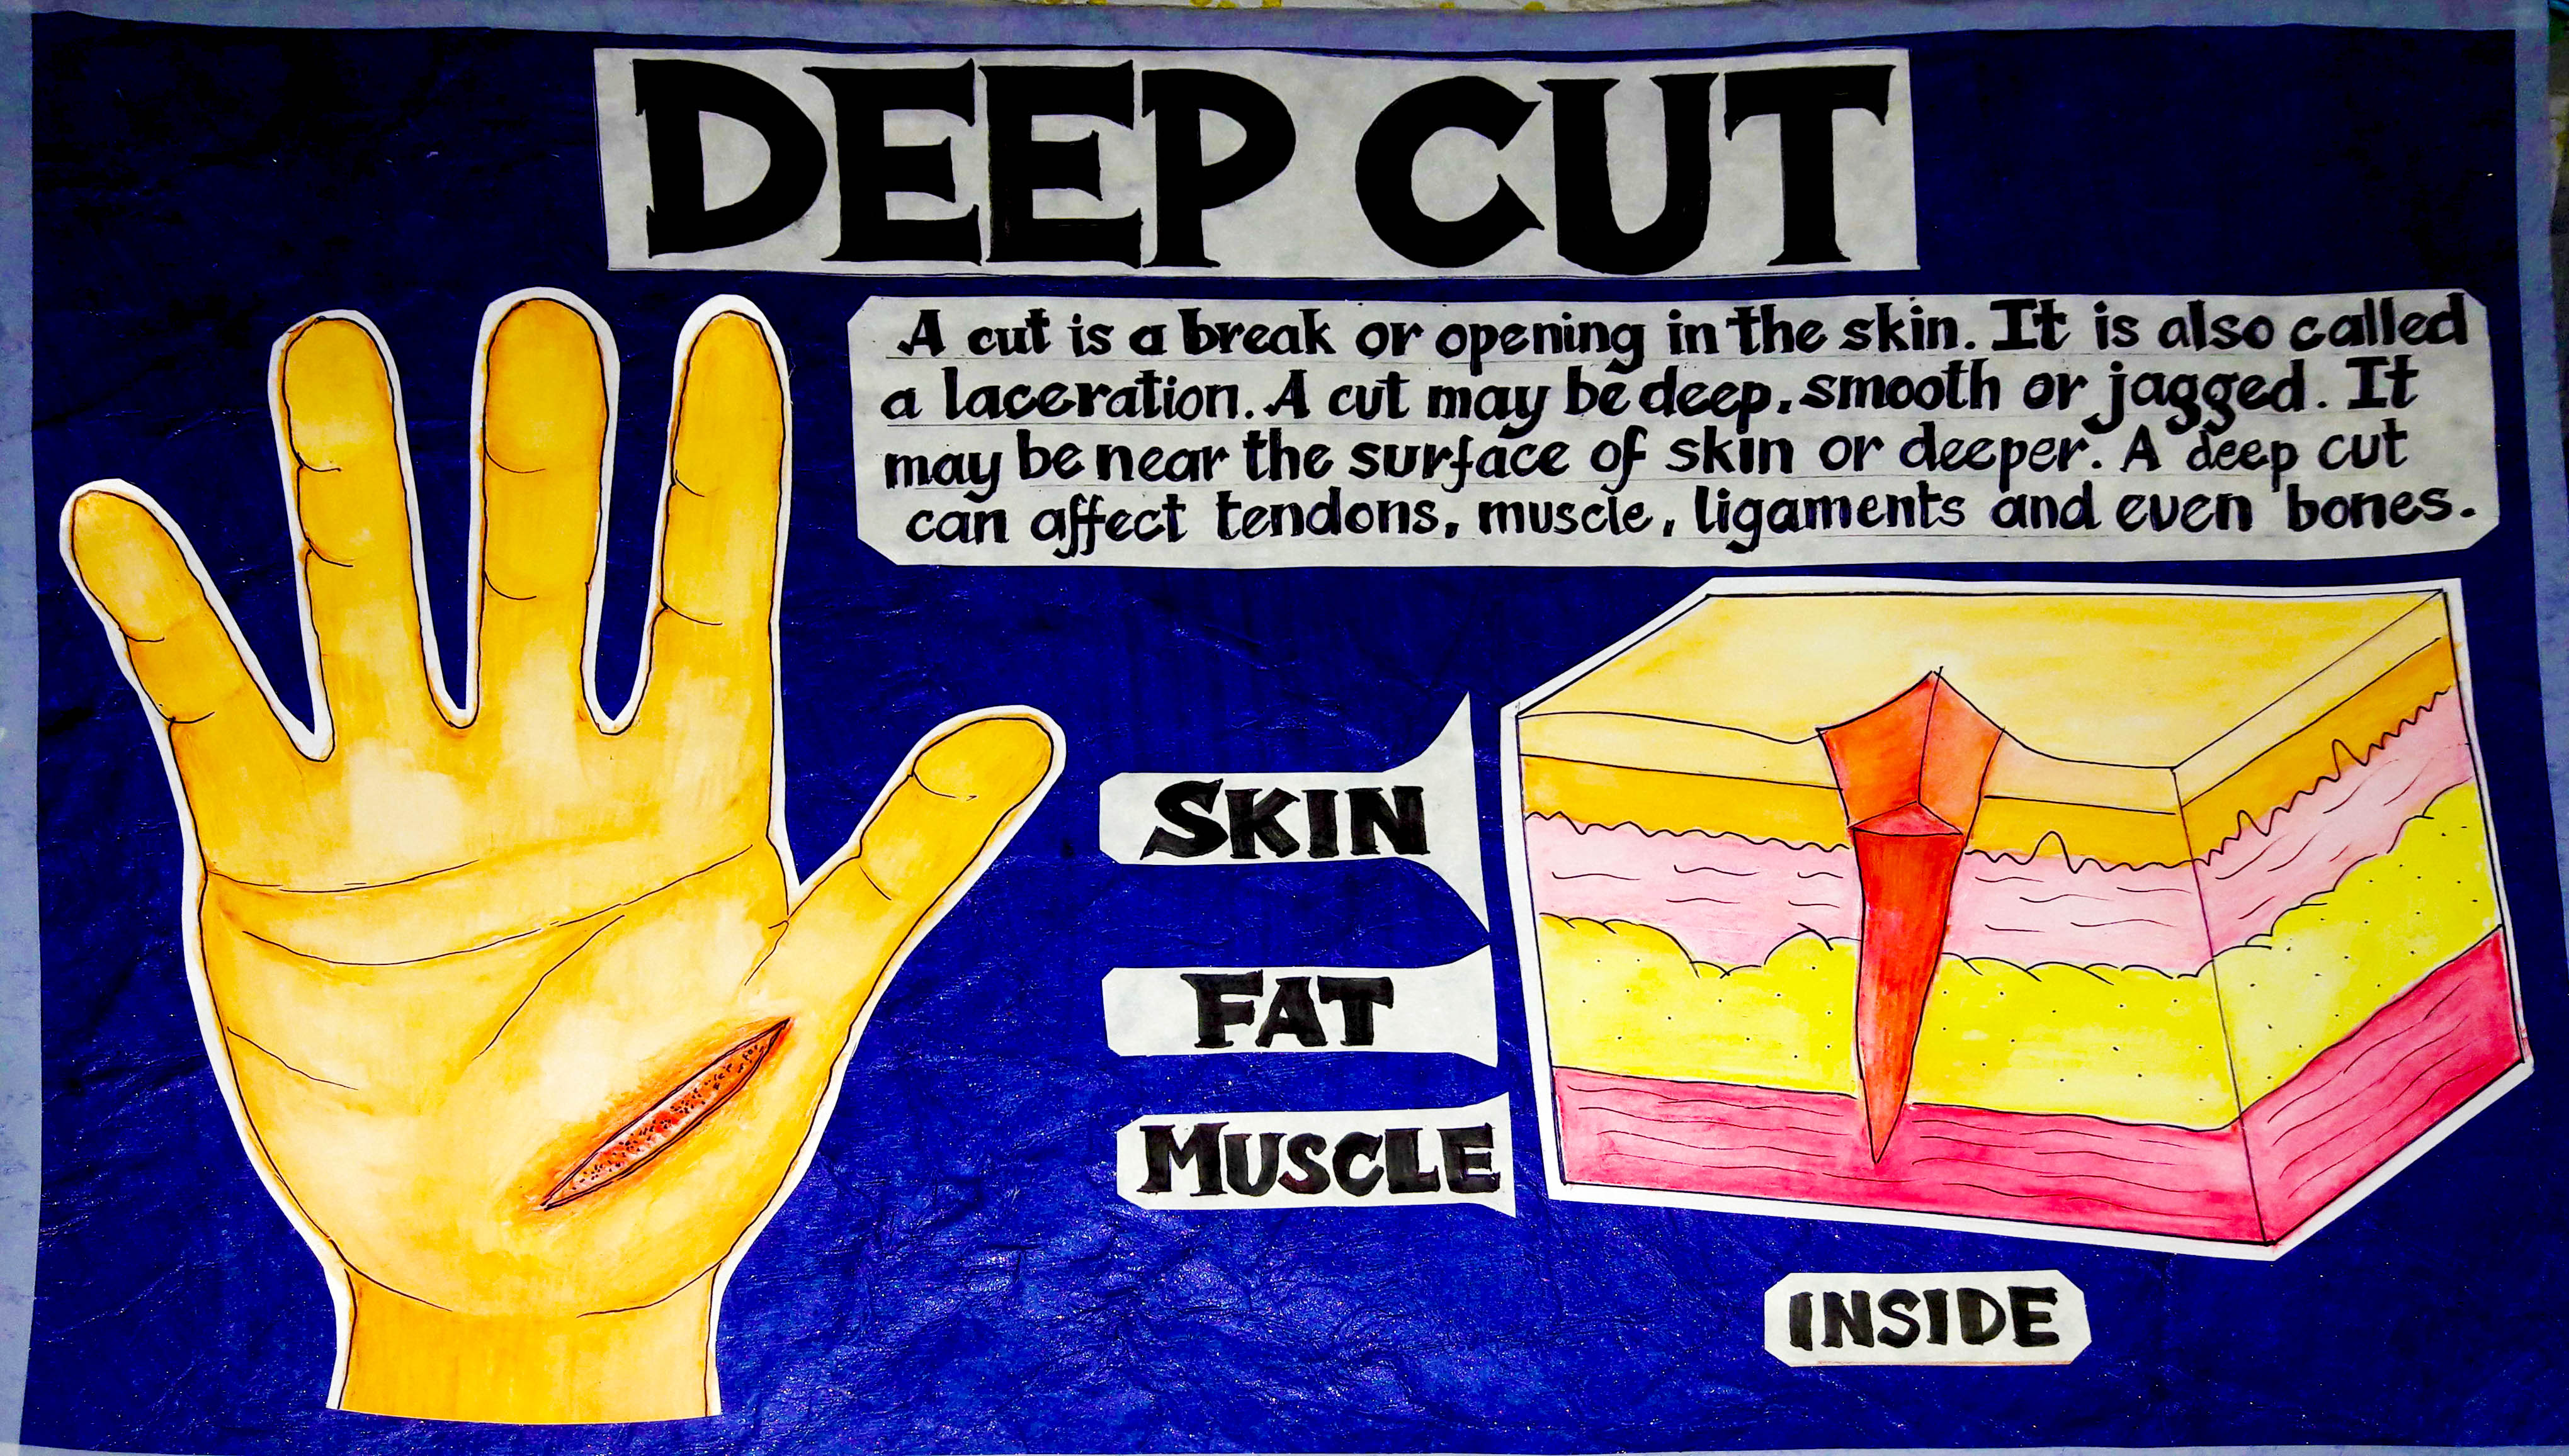 DEEP CUT
A cut is a break or opening in the skin. It is also called
a laceration. A cut may be deep, smooth or jagged. It
may be near the surface of skin or deeper. A deep cut
can affect tendons, muscle, ligaments and even bones.
SKIN
FAT
MUSCLE
INSIDE